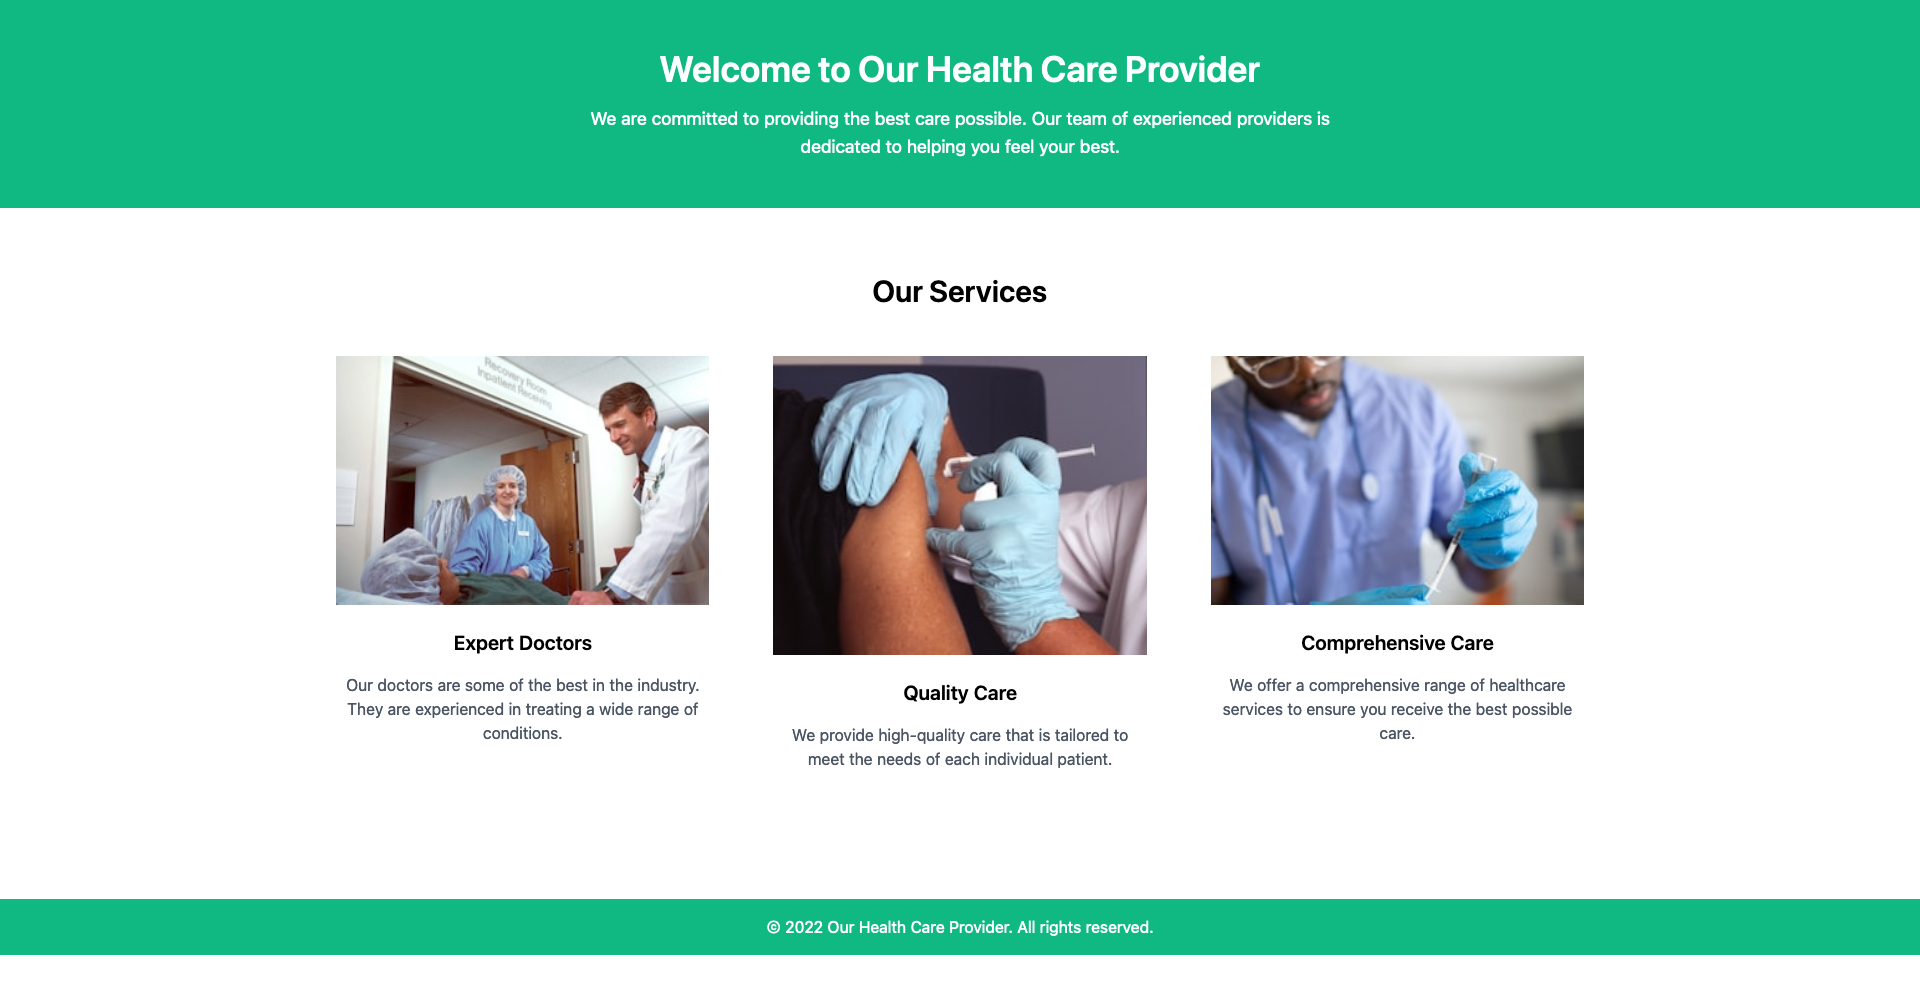 Welcome to Our Health Care Provider
We are committed to providing the best care possible. Our team of experienced providers is
dedicated to helping you feel your best.
Our Services
Recovery Room
Inpatient Receiving
Expert Doctors
Our doctors are some of the best in the industry.
They are experienced in treating a wide range of
conditions.
Quality Care
We provide high-quality care that is tailored to
meet the needs of each individual patient.
Comprehensive Care
We offer a comprehensive range of healthcare
services to ensure you receive the best possible
care.
© 2022 Our Health Care Provider. All rights reserved.